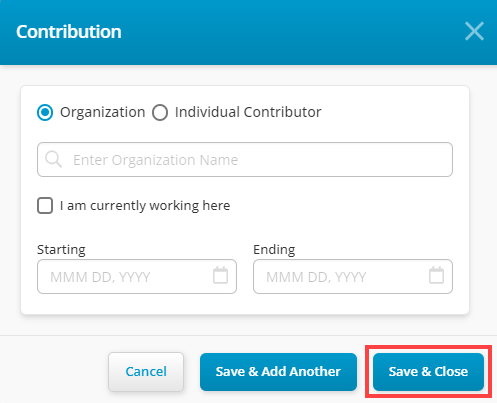 Contribution
Organization Individual Contributor
Enter Organization Name
I am currently working here
Starting Ending
MMM DD, YYYY MMM DD, YYYY
Cancel Save & Add Another Save & Close